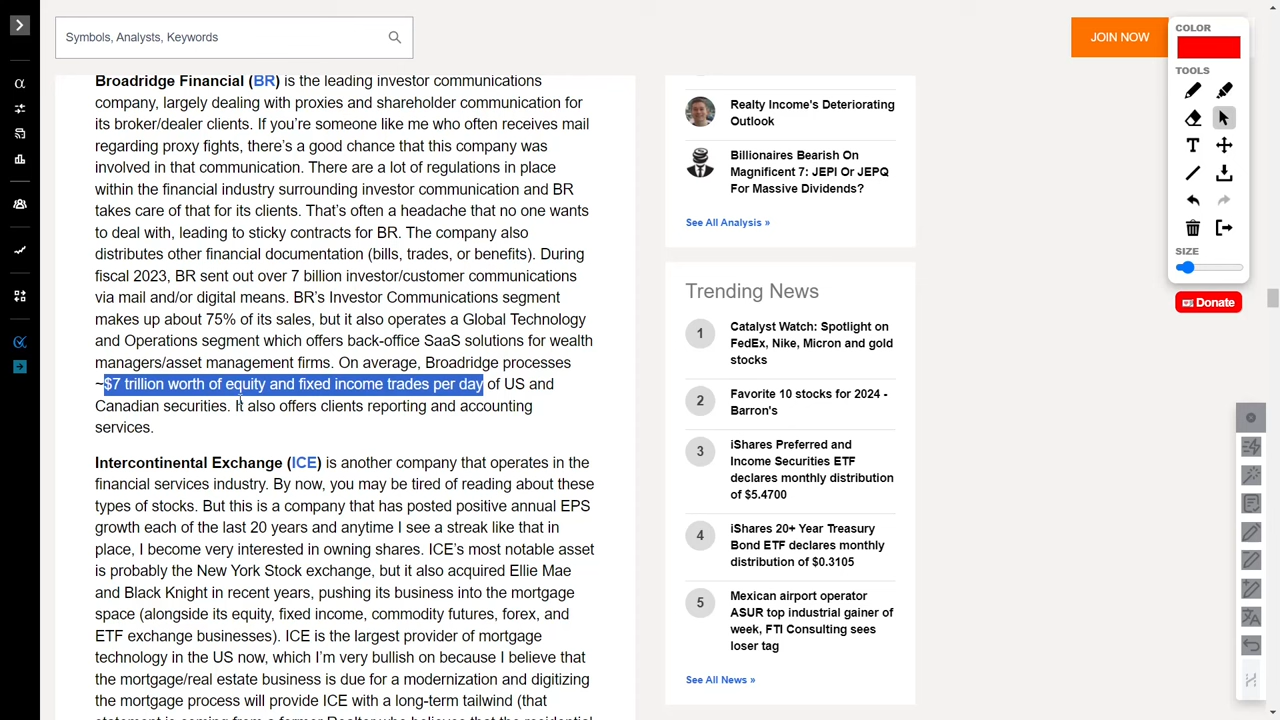 Symbols, Analysts, Keywords
JOIN NOW
Broadridge Financial (BR) is the leading investor communications
company, largely dealing with proxies and shareholder communication for
its broker/dealer clients. If you’re someone like me who often receives mail
regarding proxy fights, there’s a good chance that this company was
involved in that communication. There are a lot of regulations in place
within the financial industry surrounding investor communication and BR
takes care of that for its clients. That’s often a headache that no one wants
to deal with, leading to sticky contracts for BR. The company also
distributes other financial documentation (bills, trades, or benefits). During
fiscal 2023, BR sent out over 7 billion investor/customer communications
via mail and/or digital means. BR’s Investor Communications segment
makes up about 75% of its sales, but it also operates a Global Technology
and Operations segment which offers back-office SaaS solutions for wealth
managers/asset management firms. On average, Broadridge processes
~$7 trillion worth of equity and fixed income trades per day of US and
Canadian securities. It also offers clients reporting and accounting
services.
Intercontinental Exchange (ICE) is another company that operates in the
financial services industry. By now, you may be tired of reading about these
types of stocks. But this is a company that has posted positive annual EPS
growth each of the last 20 years and anytime I see a streak like that in
place, I become very interested in owning shares. ICE’s most notable asset
is probably the New York Stock exchange, but it also acquired Ellie Mae
and Black Knight in recent years, pushing its business into the mortgage
space (alongside its equity, fixed income, commodity futures, forex, and
ETF exchange businesses). ICE is the largest provider of mortgage
technology in the US now, which I’m very bullish on because I believe that
the mortgage/real estate business is due for a modernization and digitizing
the mortgage process will provide ICE with a long-term tailwind (that
statement is coming from a former Realtor who believes that the residential
Realty Income's Deteriorating
Outlook
Billionaires Bearish On
Magnificent 7: JEPI Or JEPQ
For Massive Dividends?
See All Analysis »
Trending News
1
Catalyst Watch: Spotlight on
FedEx, Nike, Micron and gold
stocks
2
Favorite 10 stocks for 2024 -
Barron's
3
iShares Preferred and
Income Securities ETF
declares monthly distribution
of $5.4700
4
iShares 20+ Year Treasury
Bond ETF declares monthly
distribution of $0.3105
5
Mexican airport operator
ASUR top industrial gainer of
week, FTI Consulting sees
loser tag
See All News »
COLOR
TOOLS
T
SIZE
Donate